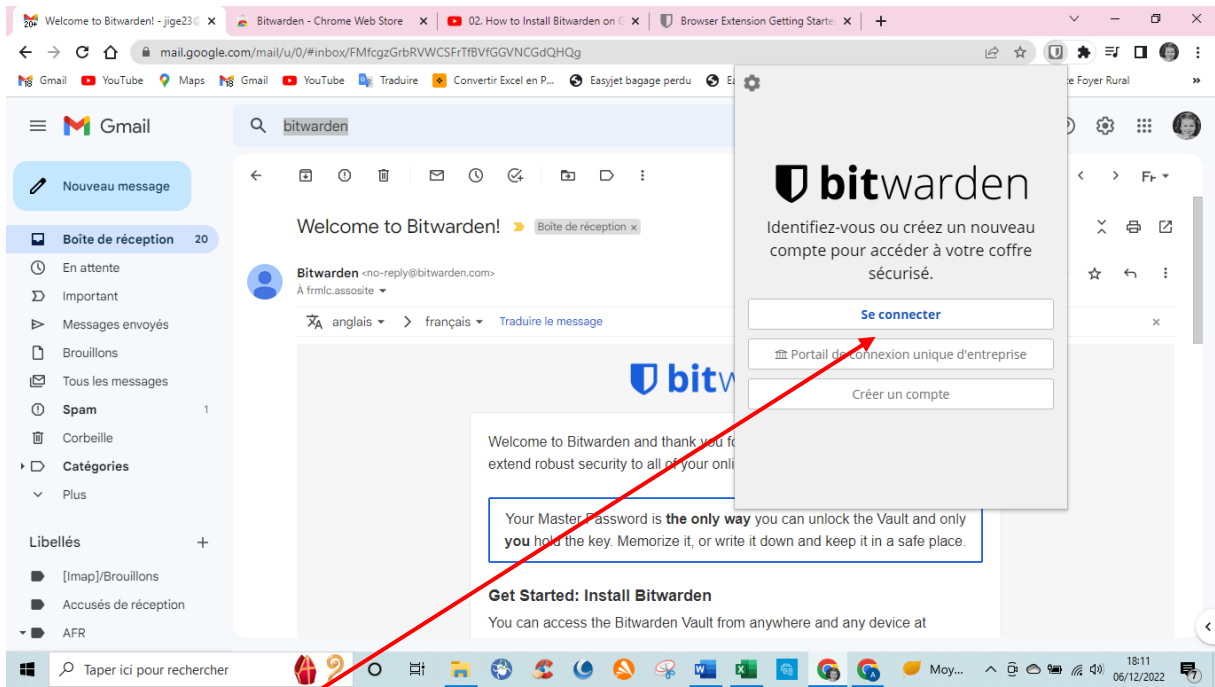 Welcome to Bitwarden! - jige23@
Bitwarden - Chrome Web Store
02. How to Install Bitwarden on G
Browser Extension Getting Starte
mail.google.com/mail/u/0/#inbox/FMfcgzGrbRVWCSFrTfBVfGGVNCGdQHQg
Gmail YouTube Maps Gmail YouTube Traduire Convertir Excel en P... Easyjet bagage perdu Foyer Rural »
Gmail
bitwarden
Nouveau message
Boîte de réception 20
En attente
Important
Messages envoyés
Brouillons
Tous les messages
Spam 1
Corbeille
Catégories
Plus
Libellés
[Imap]/Brouillons
Accusés de réception
AFR
Welcome to Bitwarden! Boîte de réception ×
Bitwarden <no-reply@bitwarden.com>
À frmlc.assosite
anglais > français Traduire le message
bitw
Welcome to Bitwarden and thank you fo
extend robust security to all of your onli
Your Master Password is the only way you can unlock the Vault and only
you hold the key. Memorize it, or write it down and keep it in a safe place.
Get Started: Install Bitwarden
You can access the Bitwarden Vault from anywhere and any device at
bitwarden
Identifiez-vous ou créez un nouveau
compte pour accéder à votre coffre
sécurisé.
Se connecter
Portail de connexion unique d'entreprise
Créer un compte
Taper ici pour rechercher
Moy...
18:11
06/12/2022